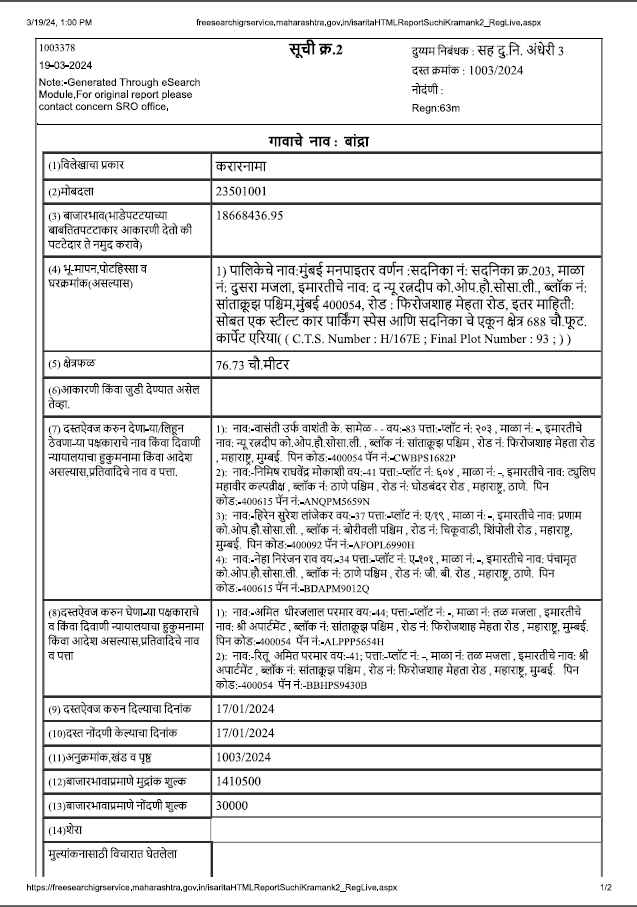 3/19/24, 1:00 PM
freesearchigrservice.maharashtra.gov.in/isaritaHTMLReportSuchiKramank2_RegLive.aspx
1003378
19-03-2024
Note:-Generated Through eSearch
Module,For original report please
contact concern SRO office.
सूची क्र.2
दुय्यम निबंधक : सह दु.नि. अंधेरी 3
दस्त क्रमांक : 1003/2024
नोदंणी :
Regn:63m
गावाचे नाव : बांद्रा
(1)विलेखाचा प्रकार
करारनामा
(2)मोबदला
23501001
(3) बाजारभाव(भाडेपटटयाच्या
बाबतितपटटाकार आकारणी देतो की
पटटेदार ते नमुद करावे)
18668436.95
(4) भू-मापन,पोटहिस्सा व
घरक्रमांक(असल्यास)
1) पालिकेचे नाव:मुंबई मनपाइतर वर्णन :सदनिका नं: सदनिका क्र.203, माळा
नं: दुसरा मजला, इमारतीचे नाव: द न्यू रत्नदीप को.ओप.हौ.सोसा.ली., ब्लॉक नं:
सांताक्रूझ पश्चिम,मुंबई 400054, रोड : फिरोजशाह मेहता रोड, इतर माहिती:
सोबत एक स्टील्ट कार पार्किंग स्पेस आणि सदनिका चे एकून क्षेत्र 688 चौ.फूट.
कार्पेट एरिया( ( C.T.S. Number : H/167E ; Final Plot Number : 93 ; ) )
(5) क्षेत्रफळ
76.73 चौ.मीटर
(6)आकारणी किंवा जुडी देण्यात असेल
तेव्हा.
(7) दस्तऐवज करुन देणा-या/लिहून
ठेवणा-या पक्षकाराचे नाव किंवा दिवाणी
न्यायालयाचा हुकुमनामा किंवा आदेश
असल्यास,प्रतिवादिचे नाव व पत्ता.
1): नाव:-वासंती उर्फ वाशंती के. सामेळ - - वय:-83 पत्ता:-प्लॉट नं: २०३ , माळा नं: -, इमारतीचे
नाव: न्यू रत्नदीप को.ओप.हौ.सोसा.ली. , ब्लॉक नं: सांताक्रूझ पश्चिम , रोड नं: फिरोजशाह मेहता रोड
, महाराष्ट्र, मुम्बई. पिन कोड:-400054 पॅन नं:-CWBPS1682P
2): नाव:-निमिष राघवेंद्र मोकाशी वय:-41 पत्ता:-प्लॉट नं: ६०४ , माळा नं: -, इमारतीचे नाव: ट्युलिप
महावीर कल्पव्रीक्ष , ब्लॉक नं: ठाणे पश्चिम , रोड नं: घोडबंदर रोड , महाराष्ट्र, ठाणे. पिन
कोड:-400615 पॅन नं:-ANQPM5659N
3): नाव:-हिरेन सुरेश लांजेकर वय:-37 पत्ता:-प्लॉट नं: ए/१९ , माळा नं: -, इमारतीचे नाव: प्रणाम
को.ओप.हौ.सोसा.ली. , ब्लॉक नं: बोरीवली पश्चिम , रोड नं: चिकूवाडी, शिंपोली रोड , महाराष्ट्र,
मुम्बई. पिन कोड:-400092 पॅन नं:-AFOPL6990H
4): नाव:-नेहा निरंजन राव वय:-34 पत्ता:-प्लॉट नं: ए-१०१ , माळा नं: -, इमारतीचे नाव: पंचामृत
को.ओप.हौ.सोसा.ली. , ब्लॉक नं: ठाणे पश्चिम , रोड नं: जी. बी. रोड , महाराष्ट्र, ठाणे. पिन
कोड:-400615 पॅन नं:-BDAPM9012Q
(8)दस्तऐवज करुन घेणा-या पक्षकाराचे
व किंवा दिवाणी न्यायालयाचा हुकुमनामा
किंवा आदेश असल्यास,प्रतिवादिचे नाव
व पत्ता
1): नाव:-अमित धीरजलाल परमार वय:-44; पत्ता:-प्लॉट नं: -, माळा नं: तळ मजला , इमारतीचे
नाव: श्री अपार्टमेंट , ब्लॉक नं: सांताक्रूझ पश्चिम , रोड नं: फिरोजशाह मेहता रोड , महाराष्ट्र, मुम्बई.
पिन कोड:-400054 पॅन नं:-ALPPP5654H
2): नाव:-रितू अमित परमार वय:-41; पत्ता:-प्लॉट नं: -, माळा नं: तळ मजला , इमारतीचे नाव: श्री
अपार्टमेंट , ब्लॉक नं: सांताक्रूझ पश्चिम , रोड नं: फिरोजशाह मेहता रोड , महाराष्ट्र, मुम्बई. पिन
कोड:-400054 पॅन नं:-BBHPS9430B
(9) दस्तऐवज करुन दिल्याचा दिनांक
17/01/2024
(10)दस्त नोंदणी केल्याचा दिनांक
17/01/2024
(11)अनुक्रमांक,खंड व पृष्ठ
1003/2024
(12)बाजारभावाप्रमाणे मुद्रांक शुल्क
1410500
(13)बाजारभावाप्रमाणे नोंदणी शुल्क
30000
(14)शेरा
मुल्यांकनासाठी विचारात घेतलेला
https://freesearchigrservice.maharashtra.gov.in/isaritaHTMLReportSuchiKramank2_RegLive.aspx
1/2